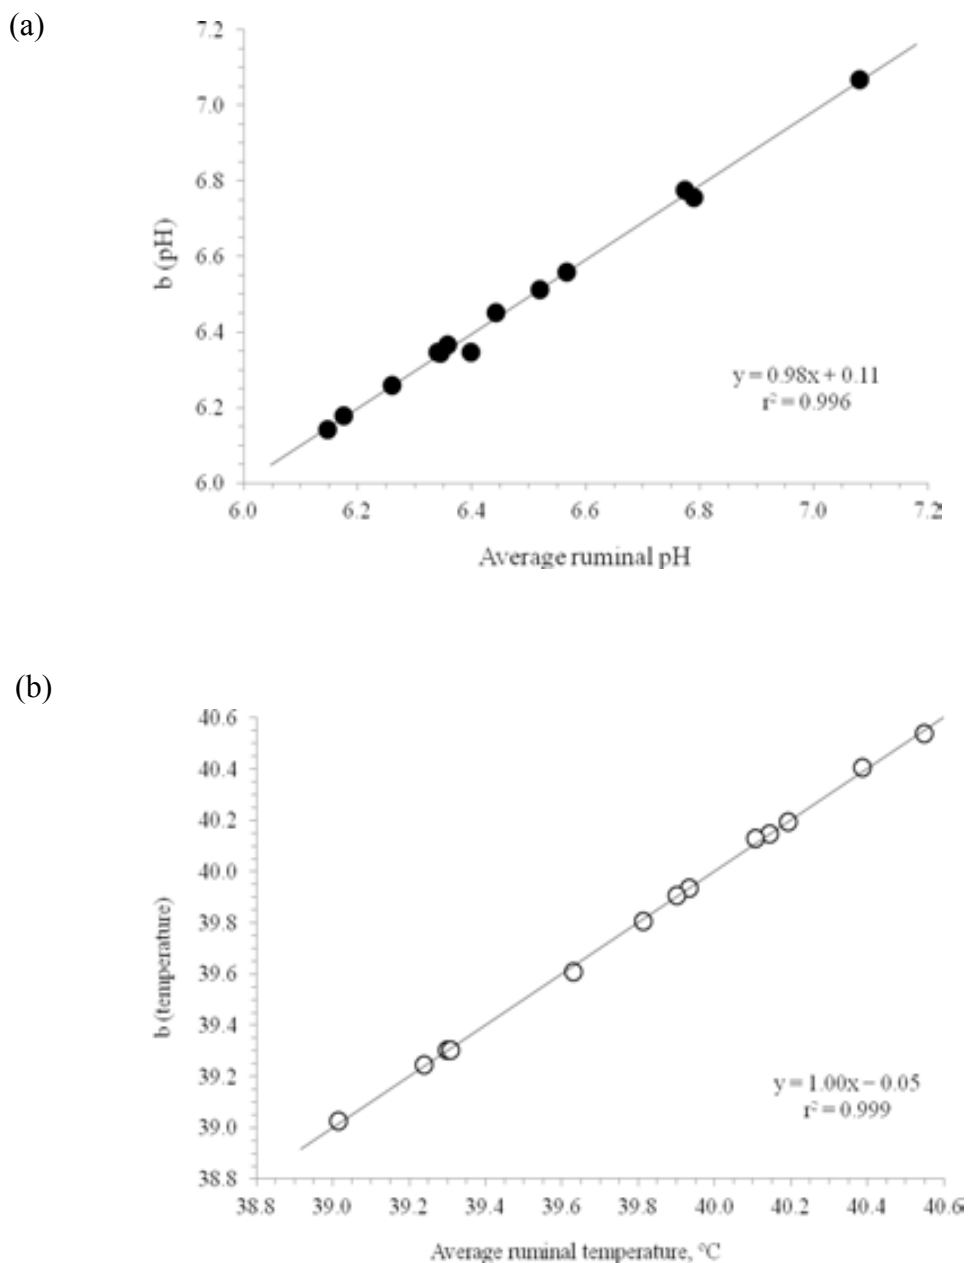 (a)
7.2
7.0
6.8
6.6
6.4
6.2
6.0
b (pH)
y = 0.98x + 0.11
r² = 0.996
6.0 6.2 6.4 6.6 6.8 7.0 7.2
Average ruminal pH
(b)
40.6
40.4
40.2
40.0
39.8
39.6
39.4
39.2
39.0
38.8
b (temperature)
y = 1.00x – 0.05
r² = 0.999
38.8 39.0 39.2 39.4 39.6 39.8 40.0 40.2 40.4 40.6
Average ruminal temperature, °C